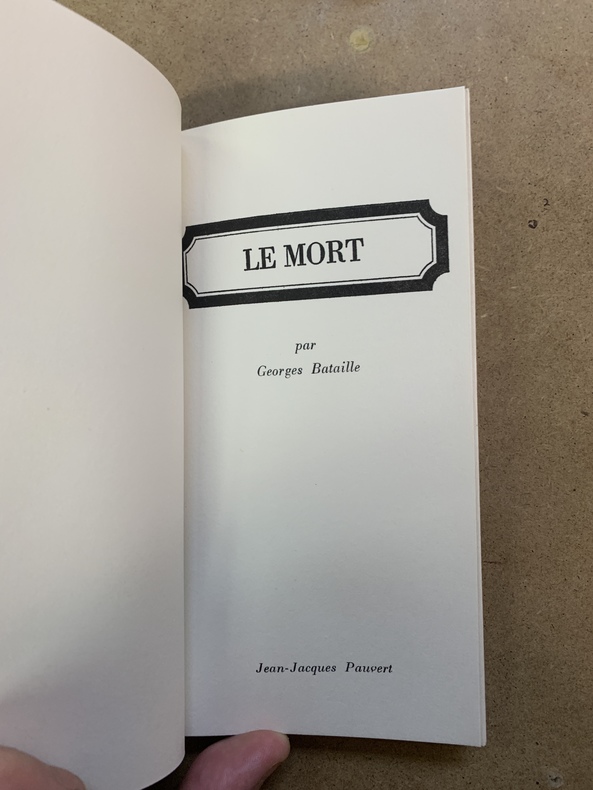 LE MORT
par
Georges Bataille
Jean-Jacques Pauvert